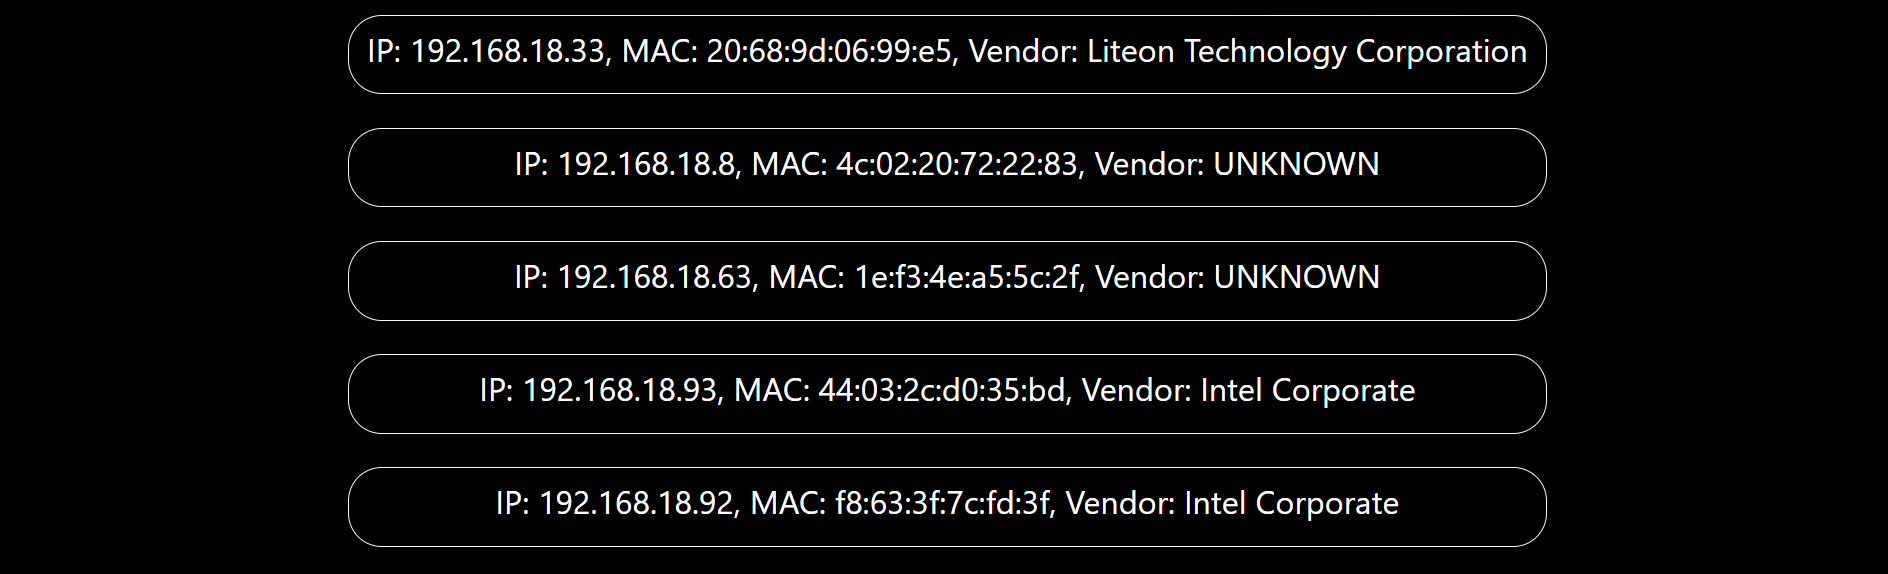 IP: 192.168.18.33, MAC: 20:68:9d:06:99:e5, Vendor: Liteon Technology Corporation
IP: 192.168.18.8, MAC: 4c:02:20:72:22:83, Vendor: UNKNOWN
IP: 192.168.18.63, MAC: 1e:f3:4e:a5:5c:2f, Vendor: UNKNOWN
IP: 192.168.18.93, MAC: 44:03:2c:d0:35:bd, Vendor: Intel Corporate
IP: 192.168.18.92, MAC: f8:63:3f:7c:fd:3f, Vendor: Intel Corporate